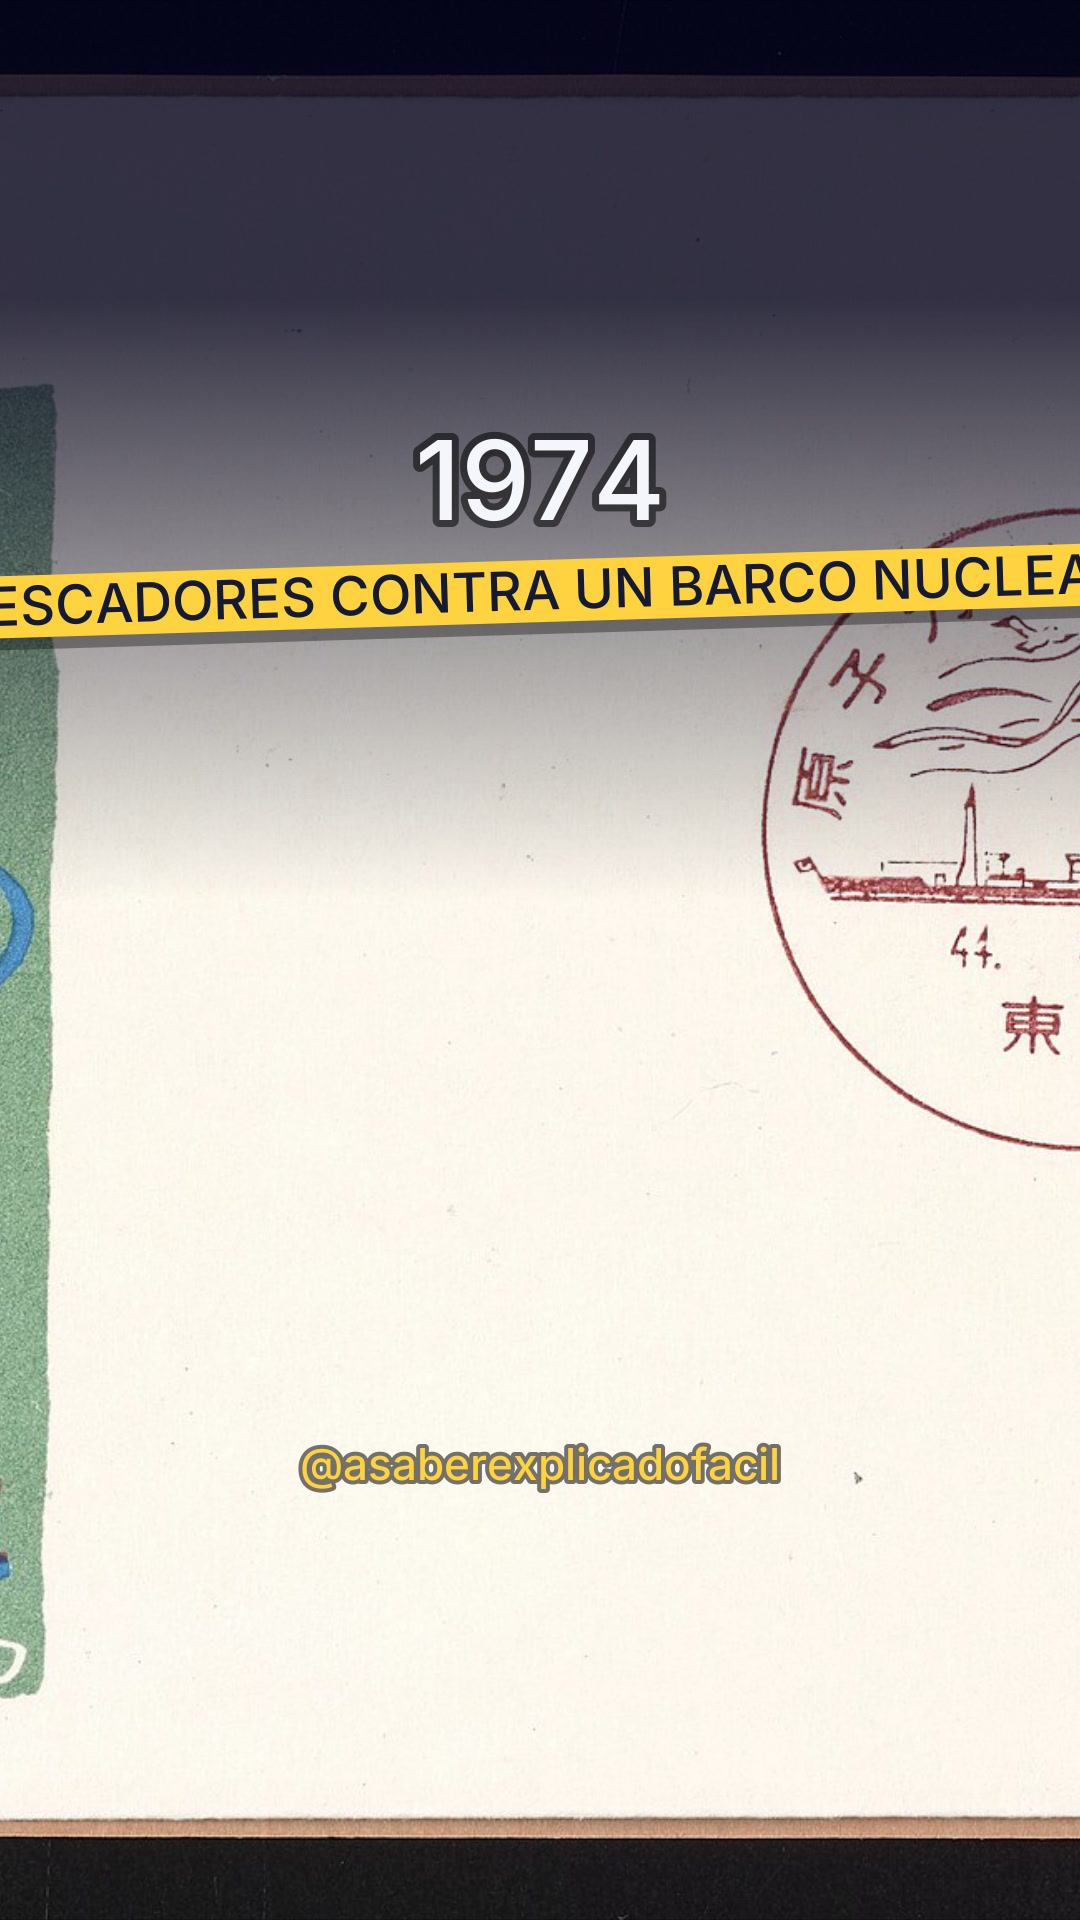 1974
ESCADORES CONTRA UN BARCO NUCLEA
原子
44.
東
@asaberexplicadofacil